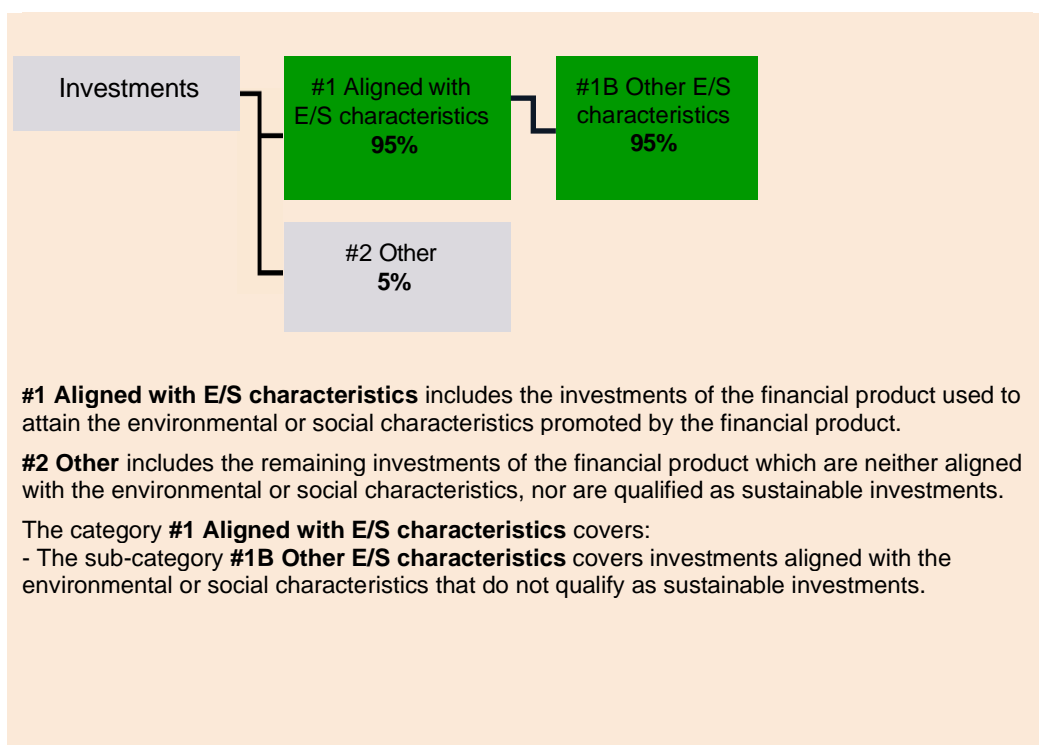 Investments
#1 Aligned with
E/S characteristics
95%
#1B Other E/S
characteristics
95%
#2 Other
5%
#1 Aligned with E/S characteristics includes the investments of the financial product used to
attain the environmental or social characteristics promoted by the financial product.
#2 Other includes the remaining investments of the financial product which are neither aligned
with the environmental or social characteristics, nor are qualified as sustainable investments.
The category #1 Aligned with E/S characteristics covers:
- The sub-category #1B Other E/S characteristics covers investments aligned with the
environmental or social characteristics that do not qualify as sustainable investments.